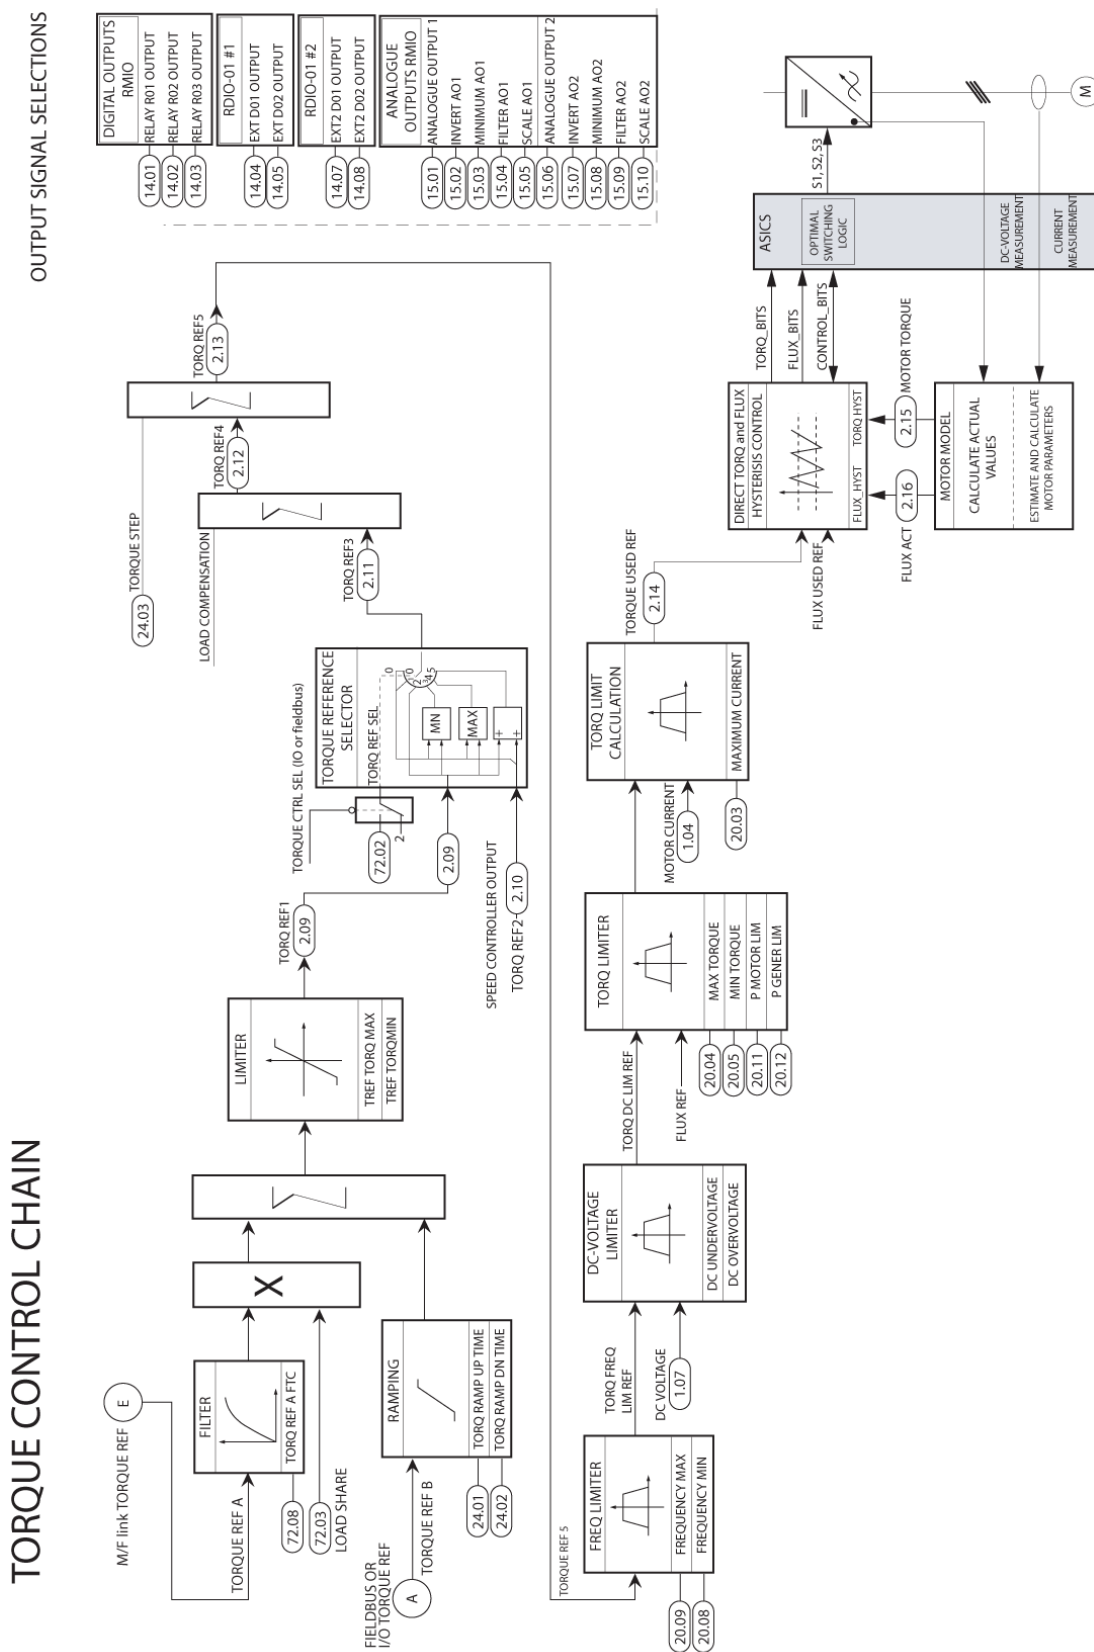 TORQUE CONTROL CHAIN
OUTPUT SIGNAL SELECTIONS
M/F link TORQUE REF
E
TORQUE REF A
FILTER
TORQ REF A FTC
72.08
72.03
LOAD SHARE
X
FIELDBUS OR
I/O TORQUE REF
A
TORQUE REF B
RAMPING
TORQ RAMP UP TIME
TORQ RAMP DN TIME
24.01
24.02
LIMITER
TREF TORQ MAX
TREF TORQMIN
TORQ REF1
2.09
TORQUE CTRL SEL (IO or fieldbus)
72.02
2
2.09
SPEED CONTROLLER OUTPUT
TORQ REF2
2.10
TORQUE REFERENCE
SELECTOR
TORQ REF SEL
MN
MAX
+
+
0
TORQ REF3
2.11
LOAD COMPENSATION
TORQ REF4
2.12
24.03
TORQUE STEP
TORQ REF5
2.13
DIGITAL OUTPUTS
RMIO
14.01
RELAY R01 OUTPUT
14.02
RELAY R02 OUTPUT
14.03
RELAY R03 OUTPUT
RDIO-01 #1
14.04
EXT D01 OUTPUT
14.05
EXT D02 OUTPUT
RDIO-01 #2
14.07
EXT2 D01 OUTPUT
14.08
EXT2 D02 OUTPUT
ANALOGUE
OUTPUTS RMIO
15.01
ANALOGUE OUTPUT 1
15.02
INVERT AO1
15.03
MINIMUM AO1
15.04
FILTER AO1
15.05
SCALE AO1
15.06
ANALOGUE OUTPUT 2
15.07
INVERT AO2
15.08
MINIMUM AO2
15.09
FILTER AO2
15.10
SCALE AO2
TORQUE REF 5
FREQ LIMITER
FREQUENCY MAX
FREQUENCY MIN
20.09
20.08
TORQ FREQ
LIM REF
DC VOLTAGE
1.07
DC-VOLTAGE
LIMITER
DC UNDERVOLTAGE
DC OVERVOLTAGE
TORQ DC LIM REF
FLUX REF
TORQ LIMITER
MAX TORQUE
MIN TORQUE
P MOTOR LIM
P GENER LIM
20.04
20.05
20.11
20.12
MOTOR CURRENT
1.04
TORQ LIMIT
CALCULATION
MAXIMUM CURRENT
20.03
TORQUE USED REF
2.14
FLUX USED REF
DIRECT TORQ and FLUX
HYSTERISIS CONTROL
FLUX_HYST
TORQ HYST
FLUX ACT
2.16
2.15
MOTOR TORQUE
MOTOR MODEL
CALCULATE ACTUAL
VALUES
ESTIMATE AND CALCULATE
MOTOR PARAMETERS
TORQ_BITS
FLUX_BITS
CONTROL_BITS
ASICS
OPTIMAL
SWITCHING
LOGIC
DC-VOLTAGE
MEASUREMENT
CURRENT
MEASUREMENT
S1, S2, S3
M